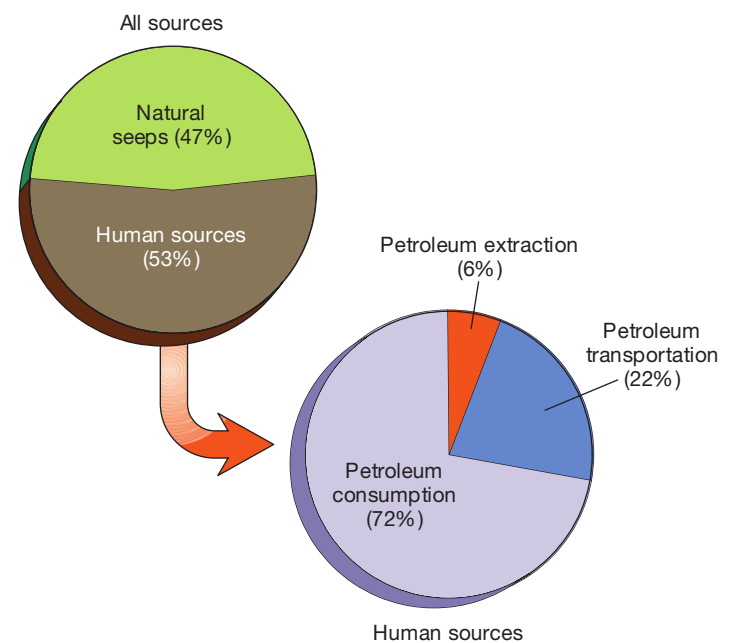 All sources
Natural
seeps (47%)
Human sources
(53%)
Petroleum extraction
(6%)
Petroleum
transportation
(22%)
Petroleum
consumption
(72%)
Human sources